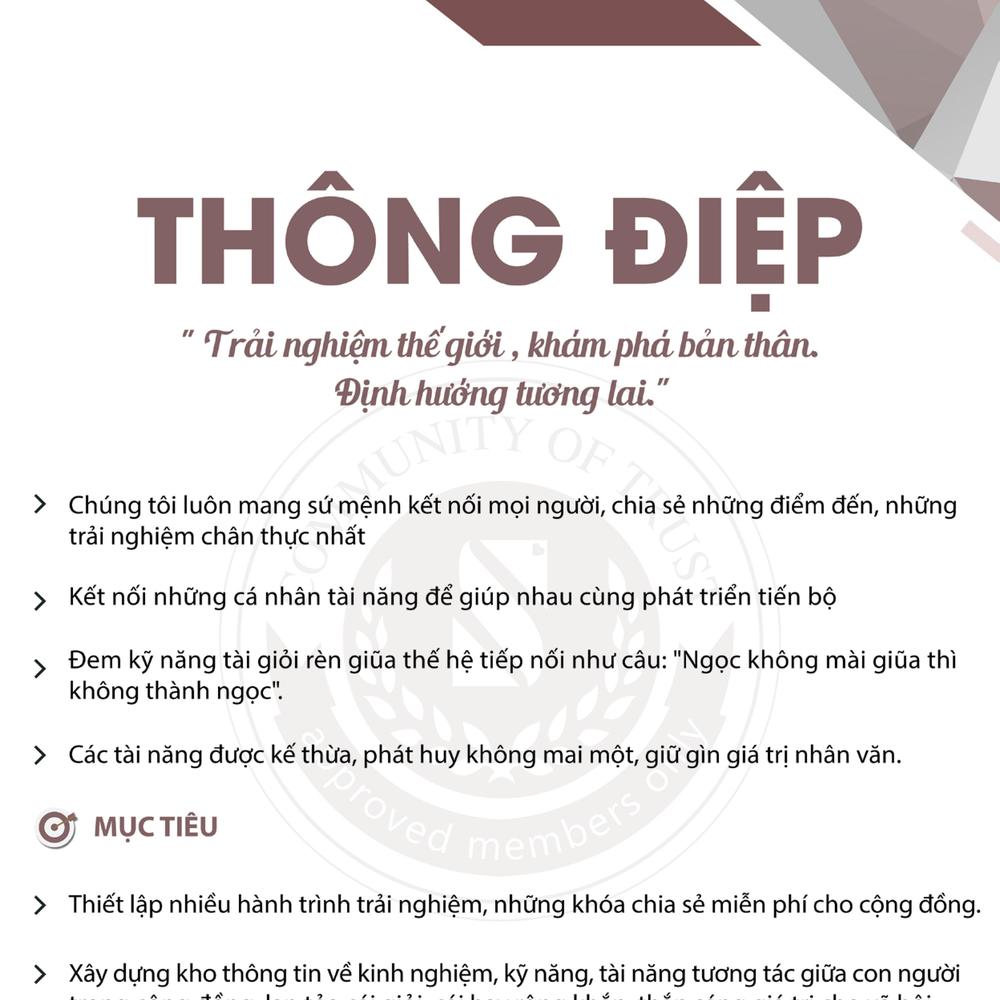 THÔNG ĐIỆP
" Trải nghiệm thế giới , khám phá bản thân.
Định hướng tương lai."
COMMUNITY OF TRUST
Chúng tôi luôn mang sứ mệnh kết nối mọi người, chia sẻ những điểm đến, những
trải nghiệm chân thực nhất
Kết nối những cá nhân tài năng để giúp nhau cùng phát triển tiến bộ
Đem kỹ năng tài giỏi rèn giũa thế hệ tiếp nối như câu: "Ngọc không mài giũa thì
không thành ngọc".
Các tài năng được kế thừa, phát huy không mai một, giữ gìn giá trị nhân văn.
approved members only
MỤC TIÊU
Thiết lập nhiều hành trình trải nghiệm, những khóa chia sẻ miễn phí cho cộng đồng.
Xây dựng kho thông tin về kinh nghiệm, kỹ năng, tài năng tương tác giữa con người